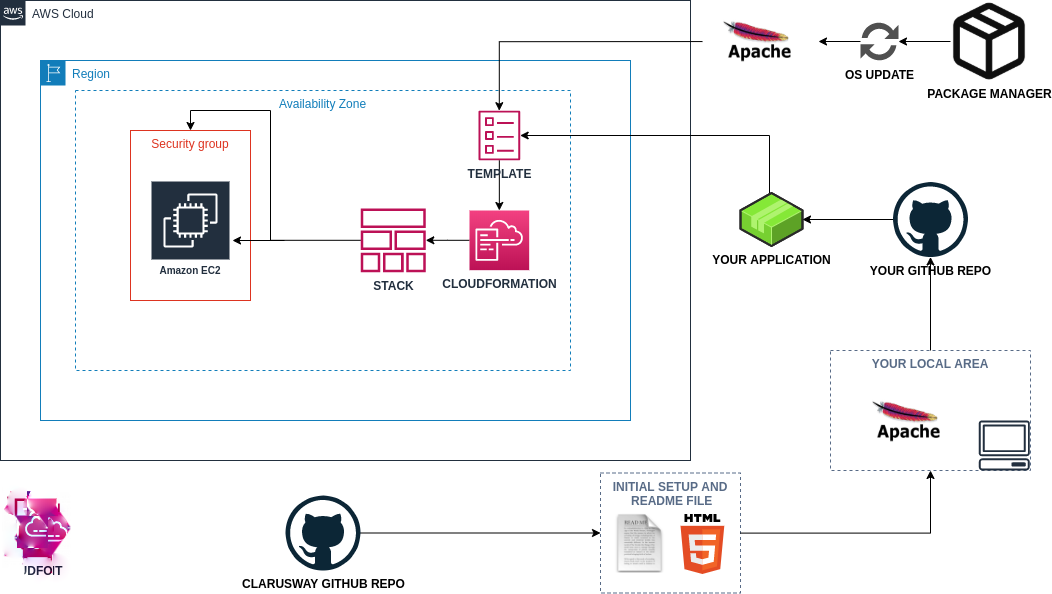 aws
AWS Cloud
Apache
OS UPDATE
PACKAGE MANAGER
Region
Availability Zone
Security group
TEMPLATE
Amazon EC2
STACK
CLOUDFORMATION
YOUR APPLICATION
YOUR GITHUB REPO
YOUR LOCAL AREA
Apache
INITIAL SETUP AND
README FILE
README
HTML
5
CLARUSWAY GITHUB REPO